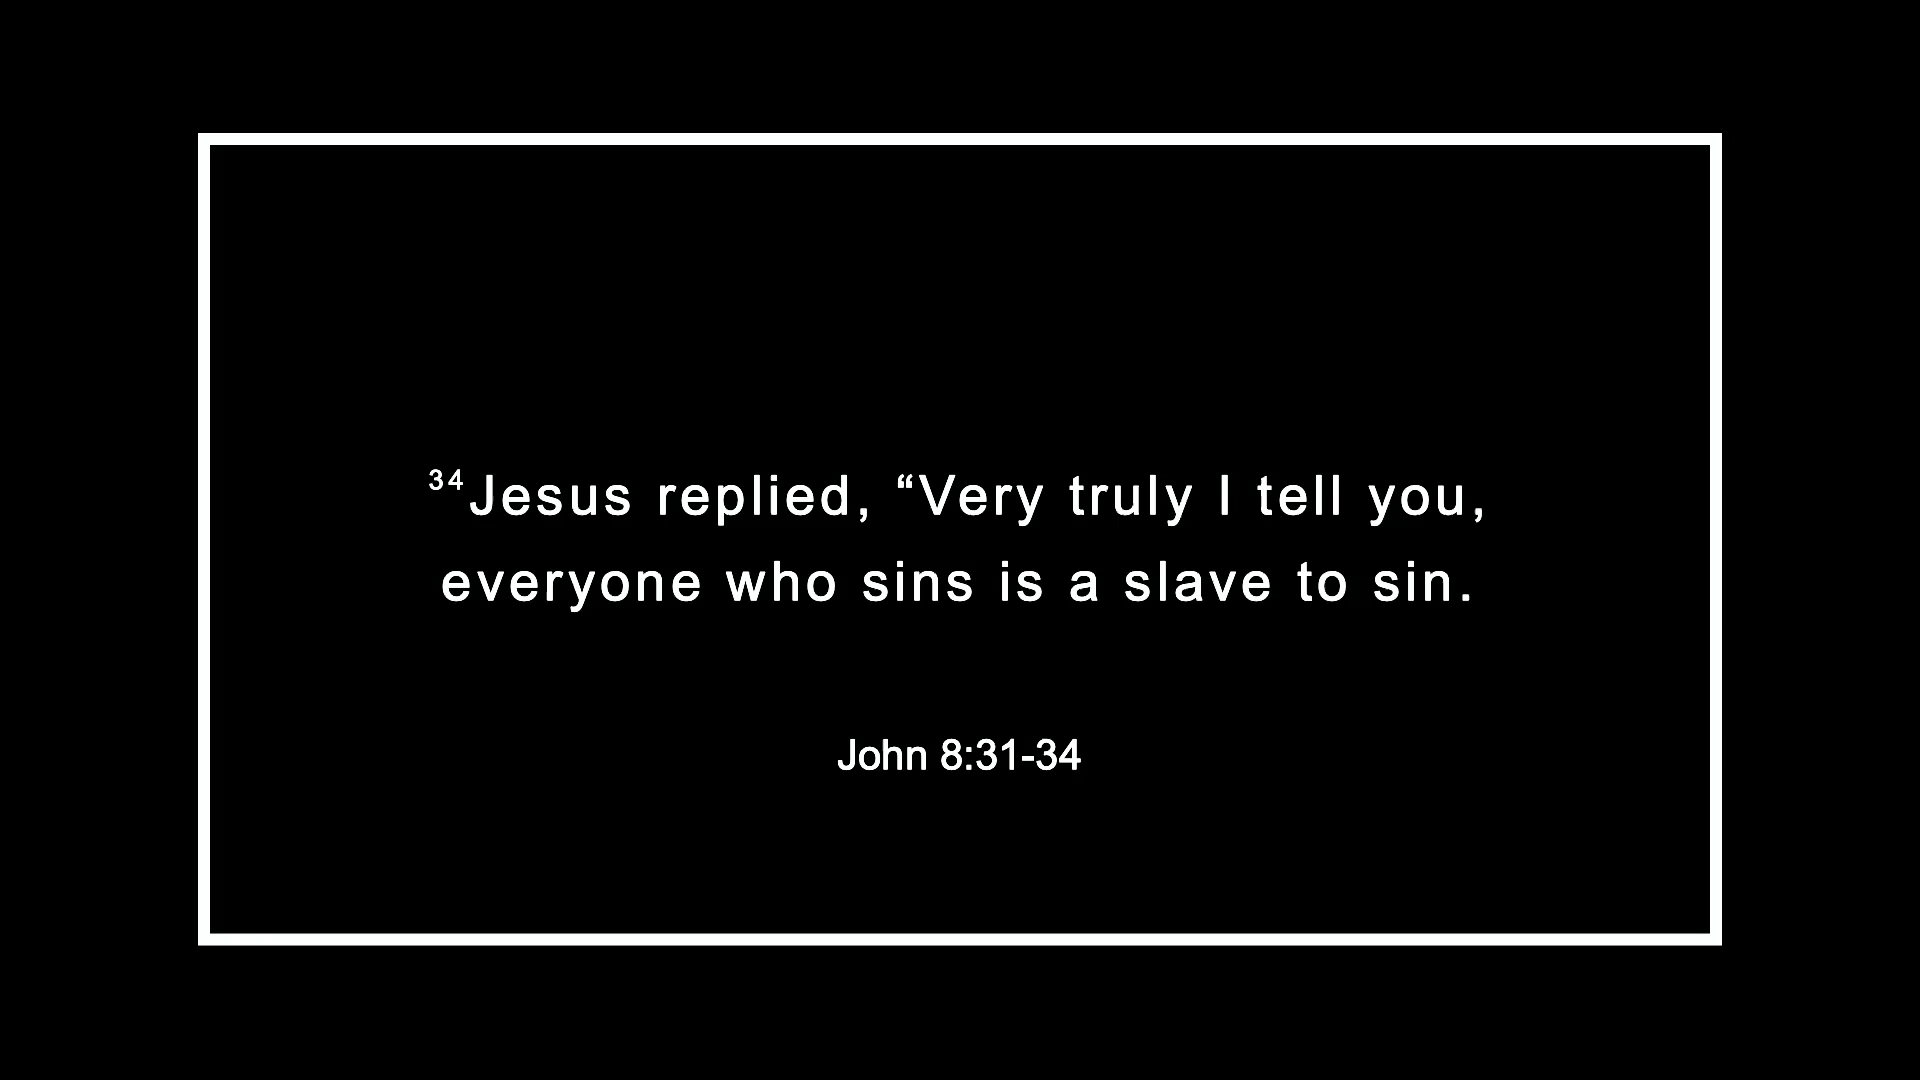 ³⁴Jesus replied, “Very truly I tell you,
everyone who sins is a slave to sin.
John 8:31-34